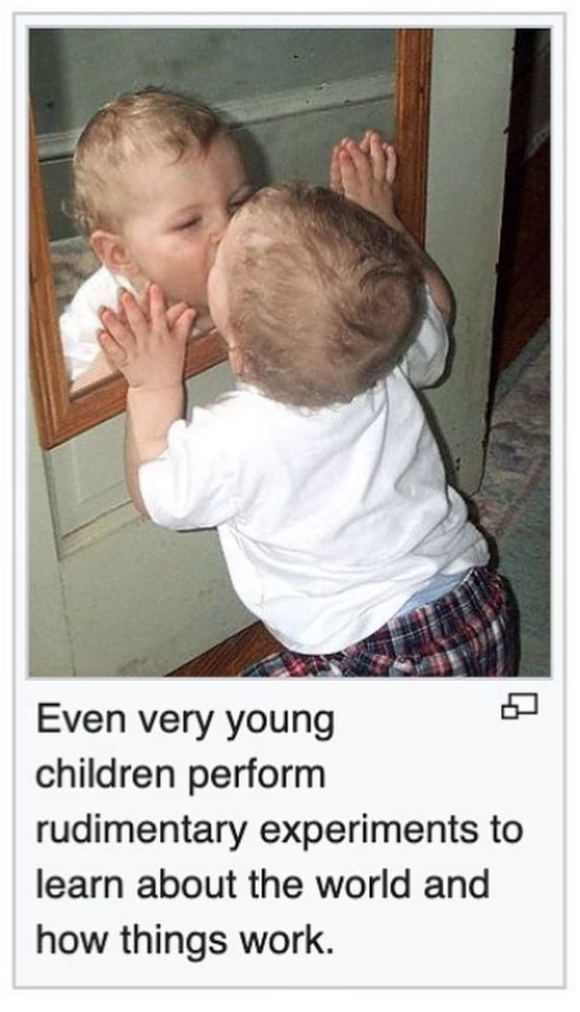 Even very young
children perform
rudimentary experiments to
learn about the world and
how things work.